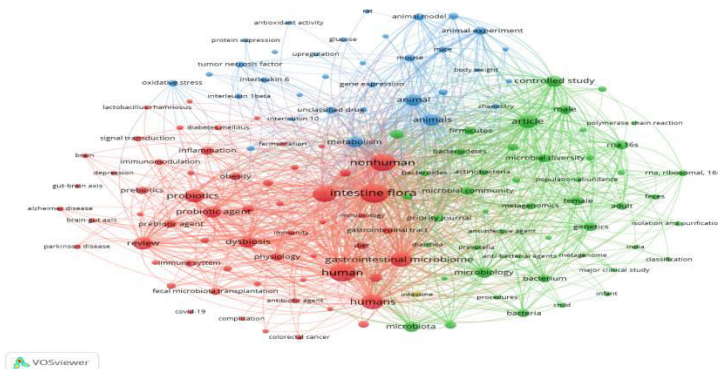 rat
antioxidant activity
animal model
protein expression
glucose
animal experiment
upregulation
mouse
mice
tumor necrosis factor
body weight
oxidative stress
interleukin 6
gene expression
controlled study
interleukin 1beta
animal
chemistry
lactobacillus rhamnosus
unclassified drug
male
interleukin 10
animals
article
polymerase chain reaction
diabetes mellitus
firmicutes
signal transduction
metabolism
rna 16s
fermentation
inflammation
bacteroidetes
microbial diversity
brain
immunomodulation
nonhuman
depression
obesity
bacteroides
actinobacteria
rna, ribosomal, 16s
gut-brain axis
prebiotics
probiotics
intestine flora
microbial community
population abundance
feces
alzheimer disease
prebiotic agent
probiotic agent
metagenomics
female
adult
brain-gut axis
immunology
priority journal
genetics
isolation and purification
gastrointestinal tract
antiinfective agent
parkinson disease
review
dysbiosis
immunity
diet
diarrhea
prevotella
india
physiology
anti-bacterial agents
metagenome
classification
immune system
gastrointestinal microbiome
major clinical study
human
microbiology
bacterium
fecal microbiota transplantation
intestine
procedures
infant
antibiotic agent
humans
child
covid-19
bacteria
complication
microbiota
colorectal cancer
VOSviewer